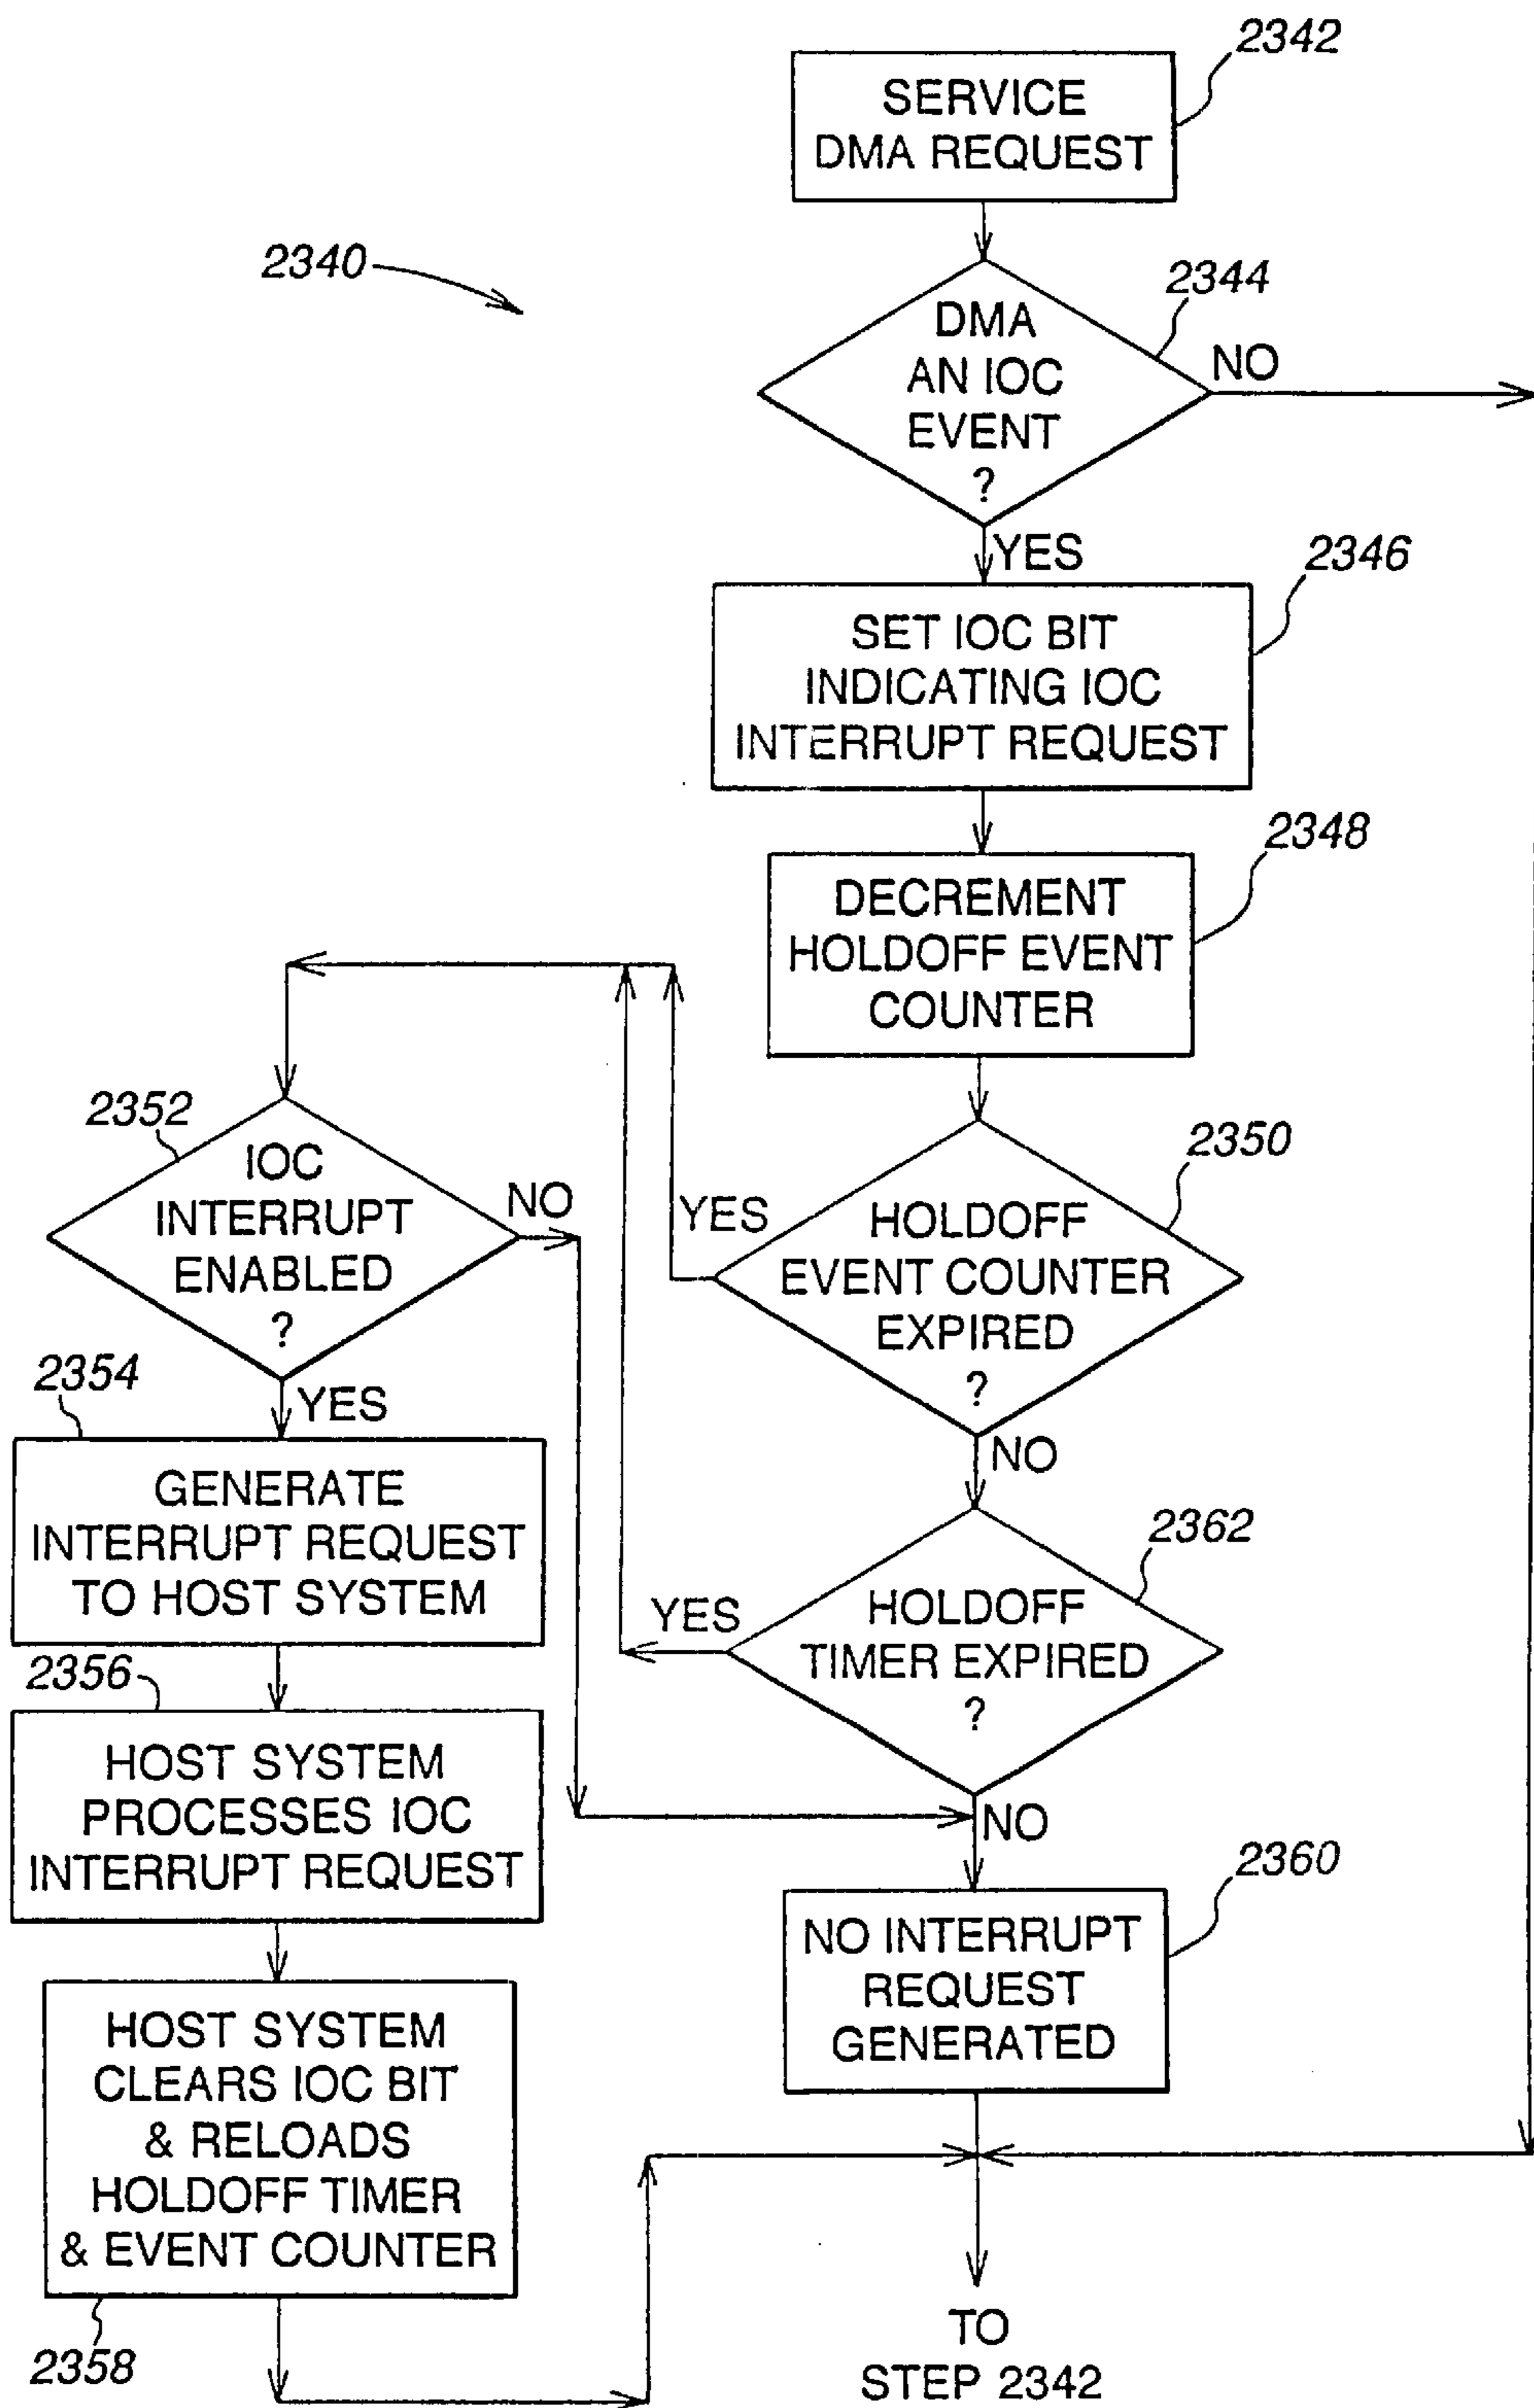 2342
SERVICE
DMA REQUEST
2340
2344
DMA
AN IOC
EVENT
?
NO
YES
2346
SET IOC BIT
INDICATING IOC
INTERRUPT REQUEST
2348
DECREMENT
HOLDOFF EVENT
COUNTER
2350
HOLDOFF
EVENT COUNTER
EXPIRED
?
YES
NO
2352
IOC
INTERRUPT
ENABLED
?
NO
YES
2354
GENERATE
INTERRUPT REQUEST
TO HOST SYSTEM
2362
HOLDOFF
TIMER EXPIRED
?
YES
NO
2356
HOST SYSTEM
PROCESSES IOC
INTERRUPT REQUEST
2360
NO INTERRUPT
REQUEST
GENERATED
HOST SYSTEM
CLEARS IOC BIT
& RELOADS
HOLDOFF TIMER
& EVENT COUNTER
2358
TO
STEP 2342